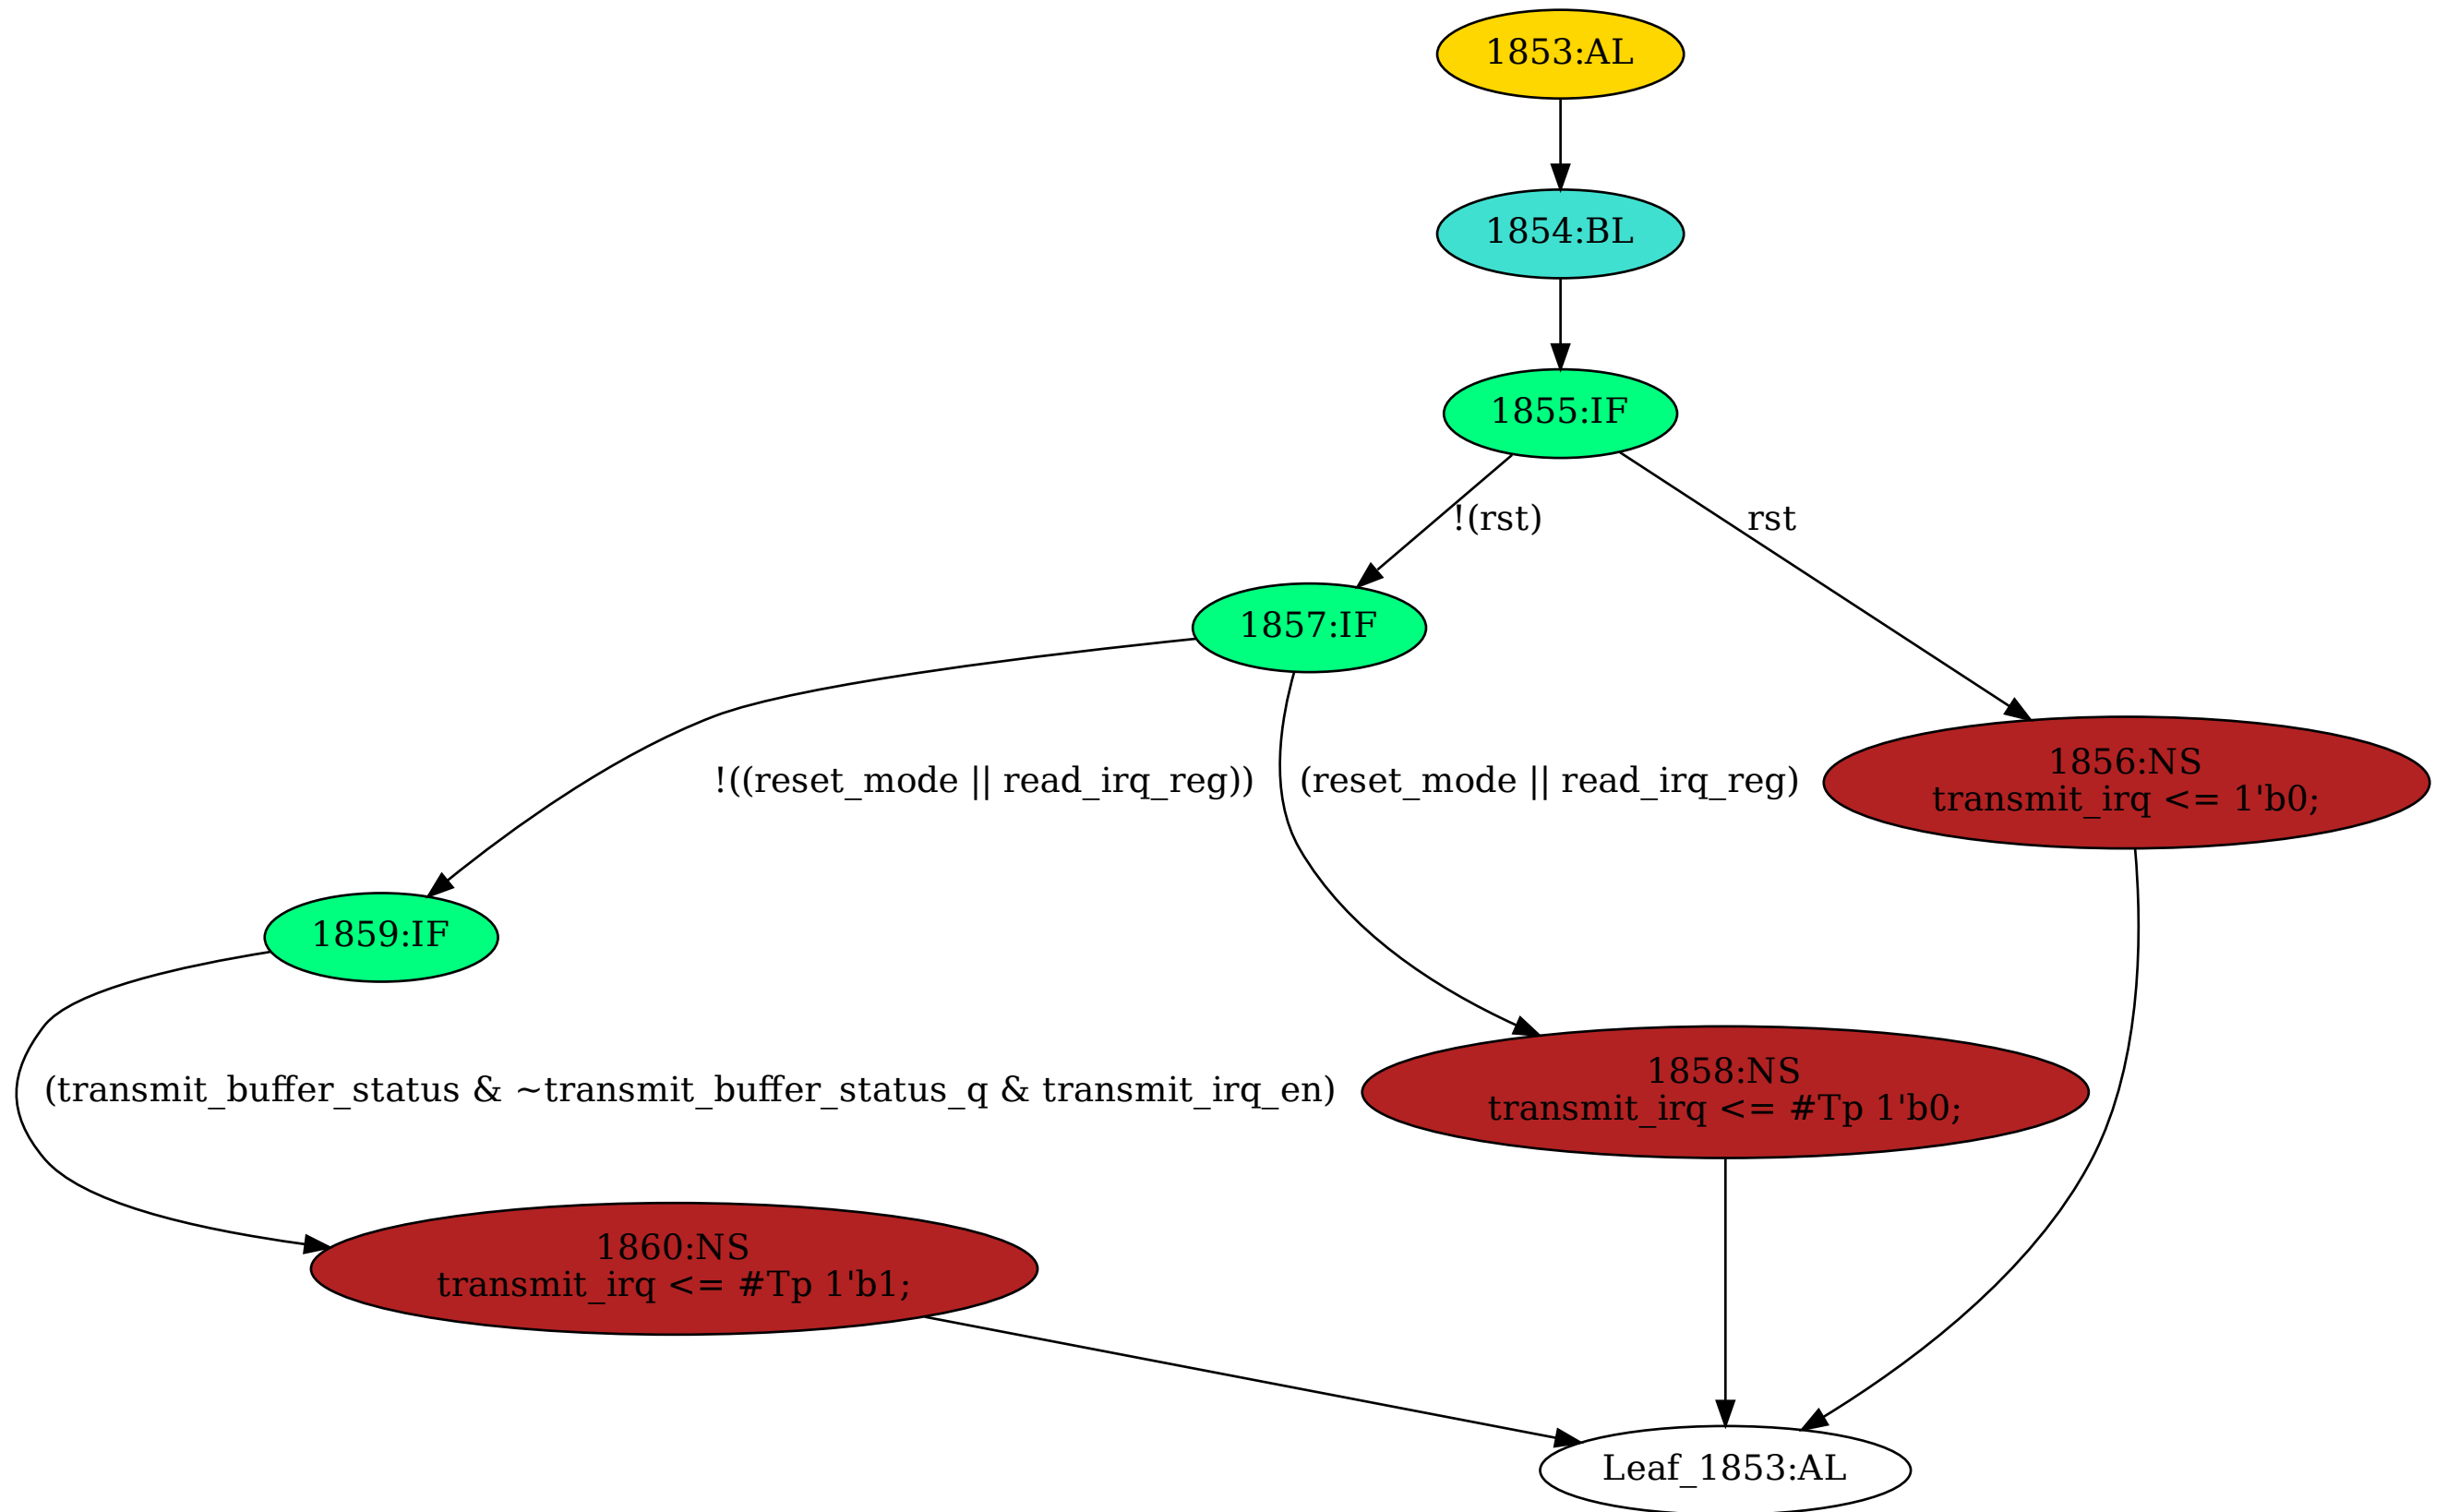 1853:AL
1854:BL
1855:IF
!(rst)
rst
1857:IF
1856:NS
transmit_irq <= 1'b0;
!((reset_mode || read_irq_reg))
(reset_mode || read_irq_reg)
1859:IF
1858:NS
transmit_irq <= #Tp 1'b0;
(transmit_buffer_status & ~transmit_buffer_status_q & transmit_irq_en)
1860:NS
transmit_irq <= #Tp 1'b1;
Leaf_1853:AL